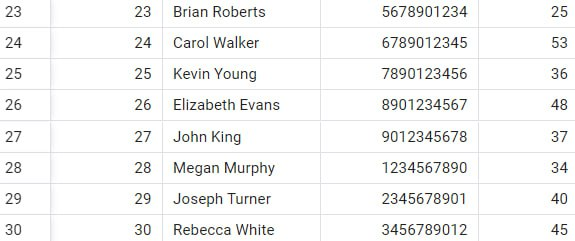 23 23 Brian Roberts 5678901234 25
24 24 Carol Walker 6789012345 53
25 25 Kevin Young 7890123456 36
26 26 Elizabeth Evans 8901234567 48
27 27 John King 9012345678 37
28 28 Megan Murphy 1234567890 34
29 29 Joseph Turner 2345678901 40
30 30 Rebecca White 3456789012 45